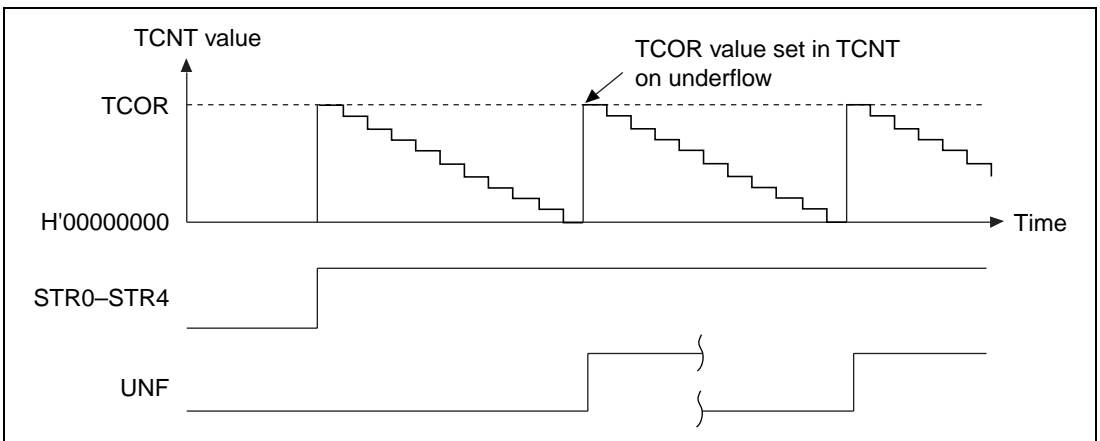 TCNT value
TCOR value set in TCNT
on underflow
TCOR
H'00000000
Time
STR0–STR4
UNF